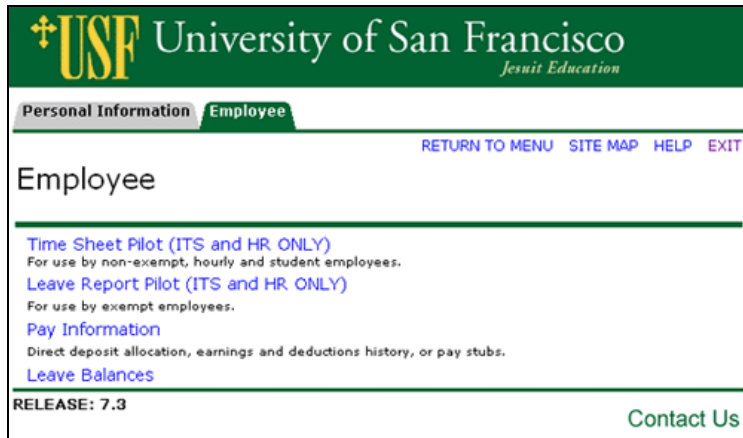 USF University of San Francisco
Jesuit Education
Personal Information Employee
RETURN TO MENU SITE MAP HELP EXIT
Employee
Time Sheet Pilot (ITS and HR ONLY)
For use by non-exempt, hourly and student employees.
Leave Report Pilot (ITS and HR ONLY)
For use by exempt employees.
Pay Information
Direct deposit allocation, earnings and deductions history, or pay stubs.
Leave Balances
RELEASE: 7.3
Contact Us